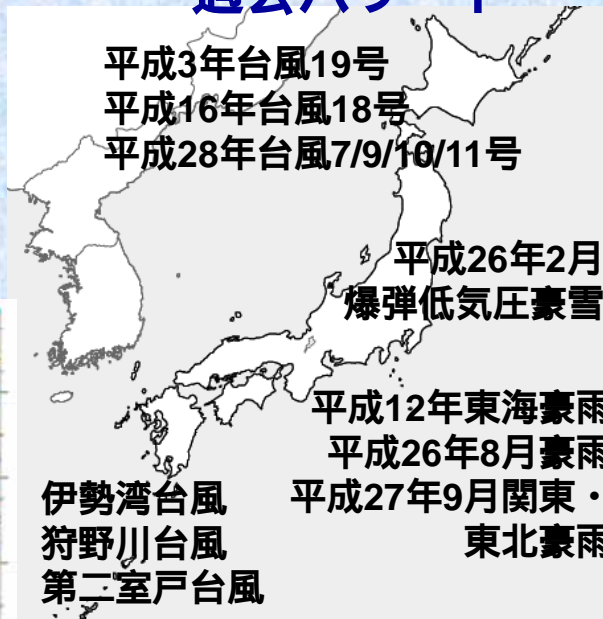 平成3年台風19号
平成16年台風18号
平成28年台風7/9/10/11号
平成26年2月
爆弾低気圧豪雪
平成12年東海豪雨
平成26年8月豪雨
平成27年9月関東・
東北豪雨
伊勢湾台風
狩野川台風
第二室戸台風